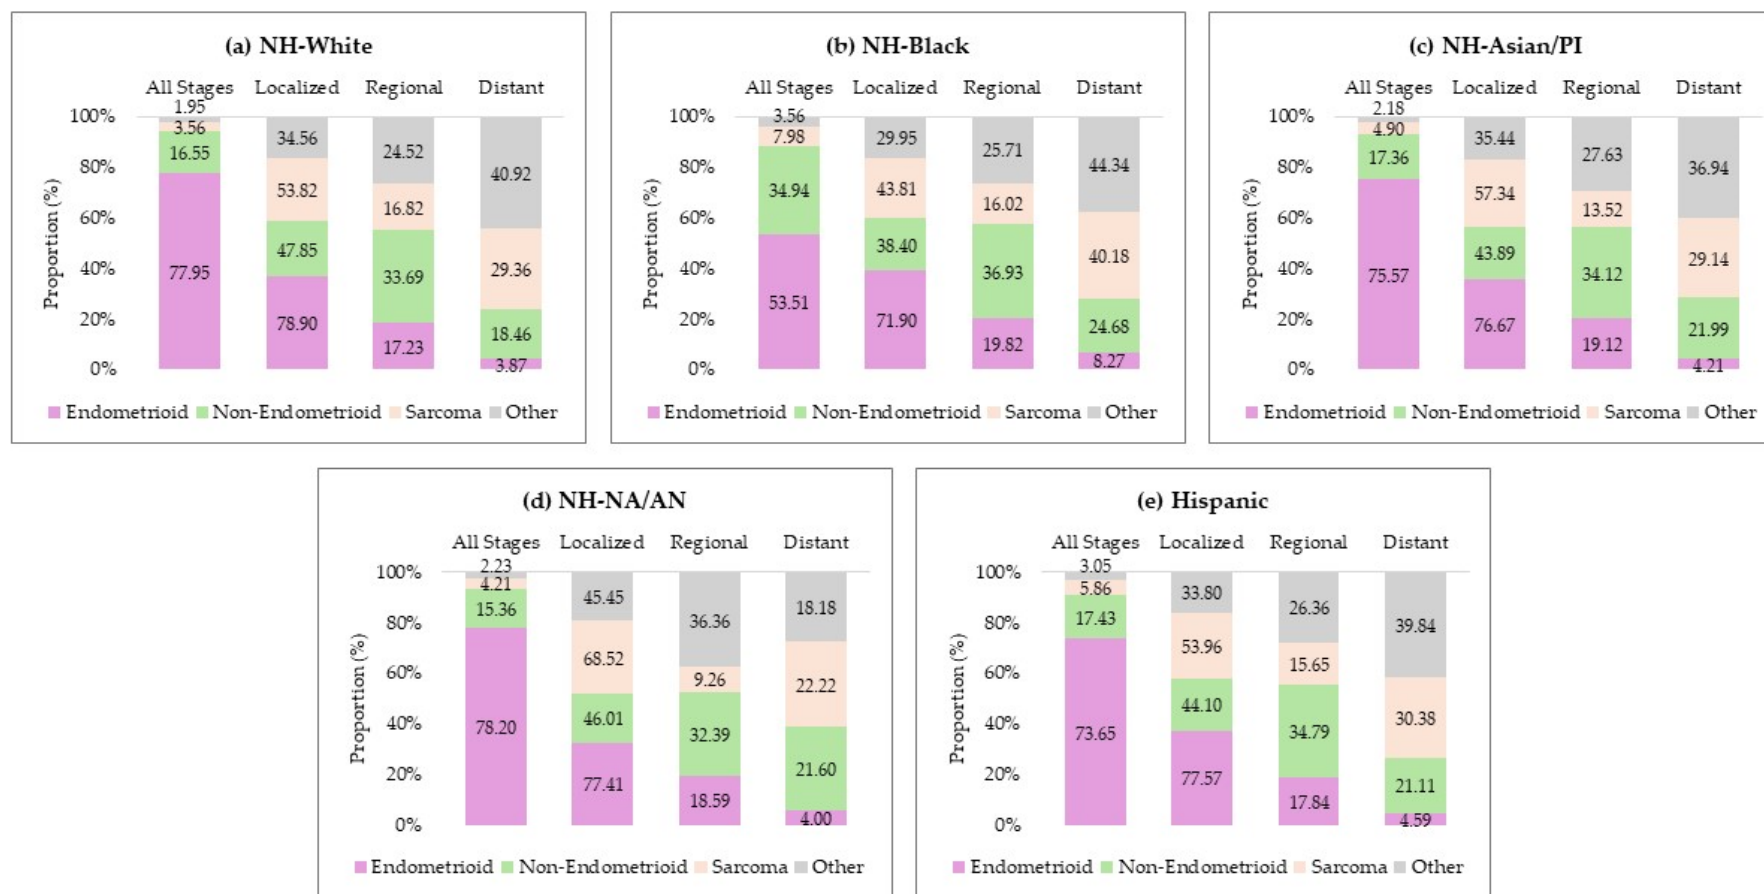 (a) NH-White
All Stages Localized Regional Distant
100%
80%
60%
40%
20%
0%
Proportion (%)
1.95 34.56 24.52 40.92
3.56 53.82 16.82 29.36
16.55 47.85 33.69 18.46
77.95 78.90 17.23 3.87
Endometrioid Non-Endometrioid Sarcoma Other
(b) NH-Black
All Stages Localized Regional Distant
100%
80%
60%
40%
20%
0%
Proportion (%)
3.56 29.95 25.71 44.34
7.98 43.81 16.02 40.18
34.94 38.40 36.93 24.68
53.51 71.90 19.82 8.27
Endometrioid Non-Endometrioid Sarcoma Other
(c) NH-Asian/PI
All Stages Localized Regional Distant
100%
80%
60%
40%
20%
0%
Proportion (%)
2.18 35.44 27.63 36.94
4.90 57.34 13.52 29.14
17.36 43.89 34.12 21.99
75.57 76.67 19.12 4.21
Endometrioid Non-Endometrioid Sarcoma Other
(d) NH-NA/AN
All Stages Localized Regional Distant
100%
80%
60%
40%
20%
0%
Proportion (%)
2.23 45.45 36.36 18.18
4.21 68.52 9.26 22.22
15.36 46.01 32.39 21.60
78.20 77.41 18.59 4.00
Endometrioid Non-Endometrioid Sarcoma Other
(e) Hispanic
All Stages Localized Regional Distant
100%
80%
60%
40%
20%
0%
Proportion (%)
3.05 33.80 26.36 39.84
5.86 53.96 15.65 30.38
17.43 44.10 34.79 21.11
73.65 77.57 17.84 4.59
Endometrioid Non-Endometrioid Sarcoma Other